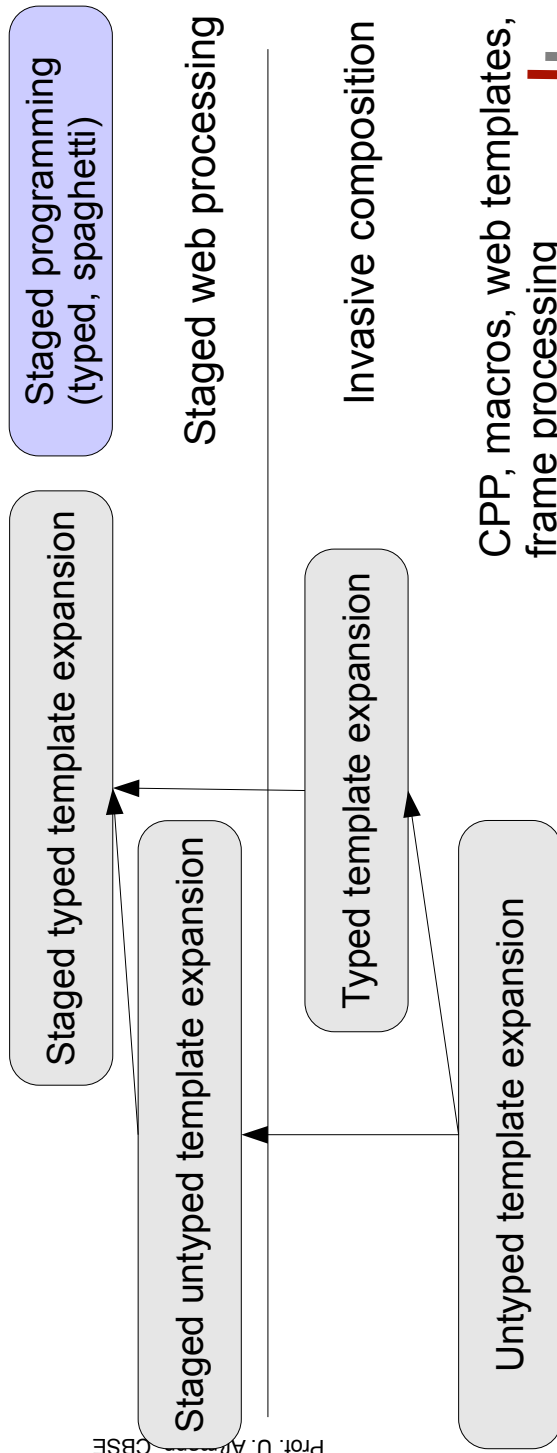 Staged programming
(typed, spaghetti)
Staged typed template expansion
Staged web processing
Staged untyped template expansion
Invasive composition
Typed template expansion
CPP, macros, web templates,
frame processing
Untyped template expansion
Prof. U. Aßmann, CBSE